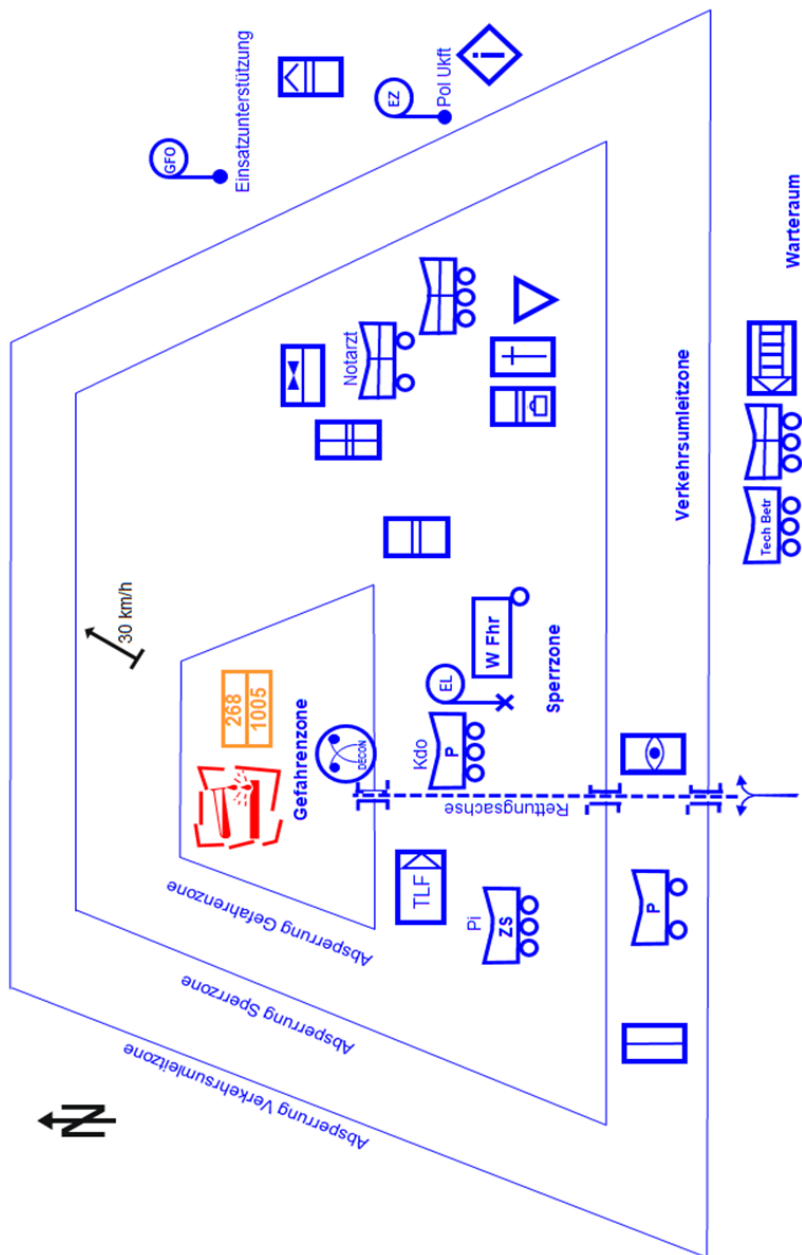 GFO
Einsatzunterstützung
EZ
Pol Ukft
i
N
30 km/h
Notarzt
268
1005
Gefahrenzone
DECON
Absperrung Gefahrenzone
Absperrung Sperrzone
Absperrung Verkehrsumleitzone
TLF
Pi
ZS
Kdo
P
EL
W Fhr
Sperrzone
Rettungsachse
P
Verkehrsumleitzone
Tech Betr
Warteraum